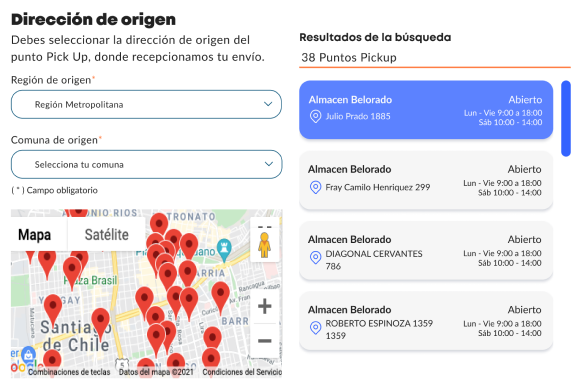 Dirección de origen
Debes seleccionar la dirección de origen del
punto Pick Up, donde recepcionamos tu envío.
Región de origen*
Región Metropolitana
Comuna de origen*
Selecciona tu comuna
( * ) Campo obligatorio
Mapa
Satélite
ONIO RIOS
TRONATO
Plaza Brasil
YUNGAY
ARRIA
Av. Fran
BARR
Santiago
de Chile
5
Combinaciones de teclas
Datos del mapa ©2021
Condiciones del Servicio
Resultados de la búsqueda
38 Puntos Pickup
Almacen Belorado
Abierto
Julio Prado 1885
Lun - Vie 9:00 a 18:00
Sáb 10:00 - 14:00
Almacen Belorado
Abierto
Fray Camilo Henriquez 299
Lun - Vie 9:00 a 18:00
Sáb 10:00 - 14:00
Almacen Belorado
Abierto
DIAGONAL CERVANTES
786
Lun - Vie 9:00 a 18:00
Sáb 10:00 - 14:00
Almacen Belorado
Abierto
ROBERTO ESPINOZA 1359
1359
Lun - Vie 9:00 a 18:00
Sáb 10:00 - 14:00